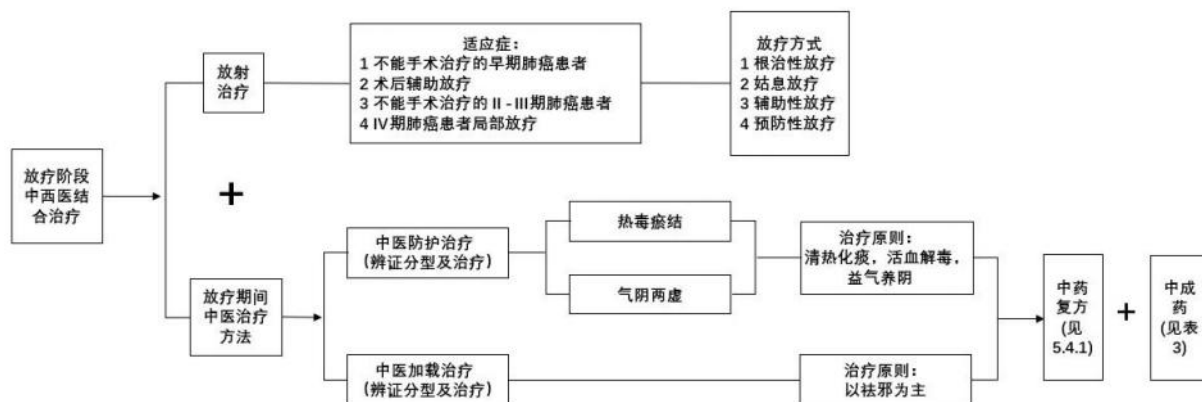 放疗阶段
中西医结
合治疗
放射
治疗
适应症：
1 不能手术治疗的早期肺癌患者
2 术后辅助放疗
3 不能手术治疗的 II - III期肺癌患者
4 IV期肺癌患者局部放疗
放疗方式
1 根治性放疗
2 姑息放疗
3 辅助性放疗
4 预防性放疗
+
放疗期间
中医治疗
方法
中医防护治疗
(辨证分型及治疗)
热毒瘀结
气阴两虚
治疗原则：
清热化痰，活血解毒，
益气养阴
中医加载治疗
(辨证分型及治疗)
治疗原则：
以祛邪为主
中药
复方
(见
5.4.1)
+
中成
药
(见表
3)